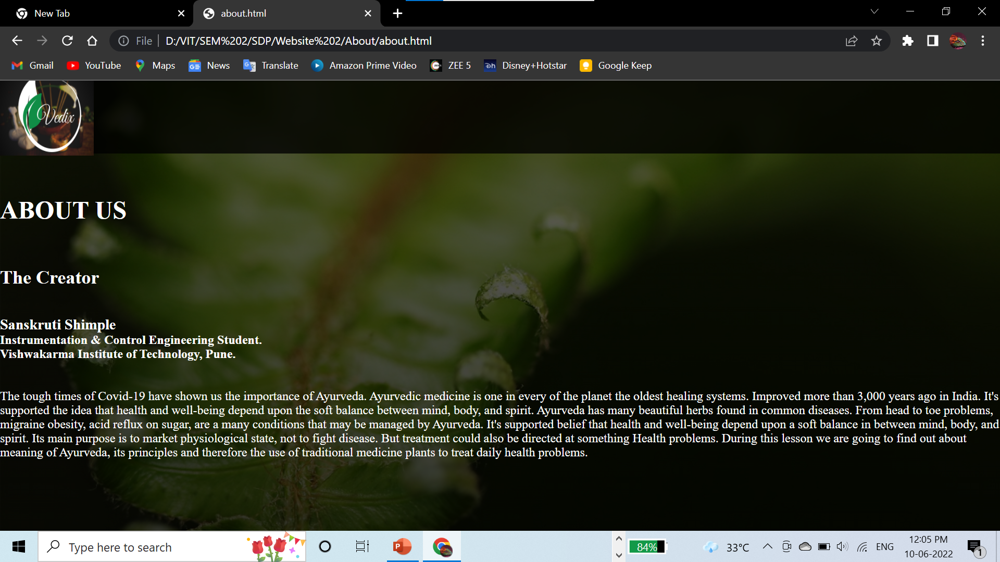 New Tab
about.html
File
D:/VIT/SEM%202/SDP/Website%202/About/about.html
Gmail
YouTube
Maps
News
Translate
Amazon Prime Video
ZEE 5
Disney+Hotstar
Google Keep
Vedix
ABOUT US
The Creator
Sanskruti Shimple
Instrumentation & Control Engineering Student.
Vishwakarma Institute of Technology, Pune.
The tough times of Covid-19 have shown us the importance of Ayurveda. Ayurvedic medicine is one in every of the planet the oldest healing systems. Improved more than 3,000 years ago in India. It's
supported the idea that health and well-being depend upon the soft balance between mind, body, and spirit. Ayurveda has many beautiful herbs found in common diseases. From head to toe problems,
migraine obesity, acid reflux on sugar, are a many conditions that may be managed by Ayurveda. It's supported belief that health and well-being depend upon a soft balance in between mind, body, and
spirit. Its main purpose is to market physiological state, not to fight disease. But treatment could also be directed at something Health problems. During this lesson we are going to find out about
meaning of Ayurveda, its principles and therefore the use of traditional medicine plants to treat daily health problems.
Type here to search
84%
33°C
ENG
12:05 PM
10-06-2022
1